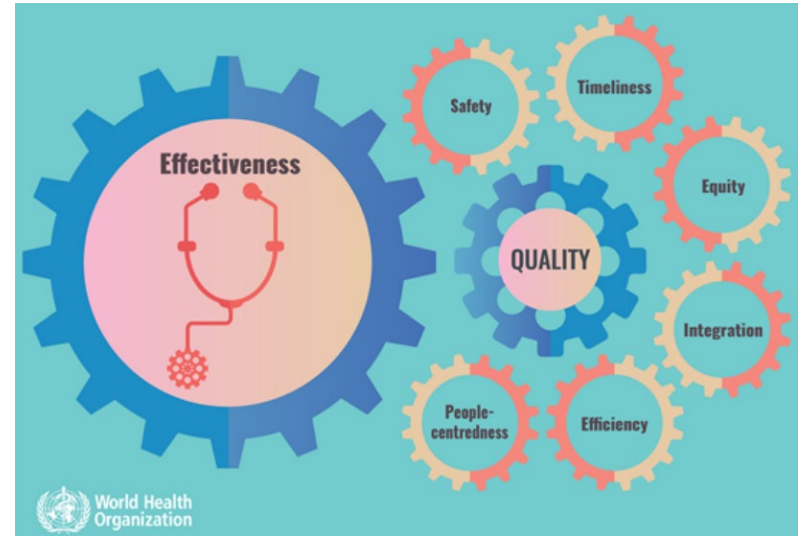 Effectiveness
Safety
Timeliness
Equity
QUALITY
Integration
People-
centredness
Efficiency
World Health
Organization